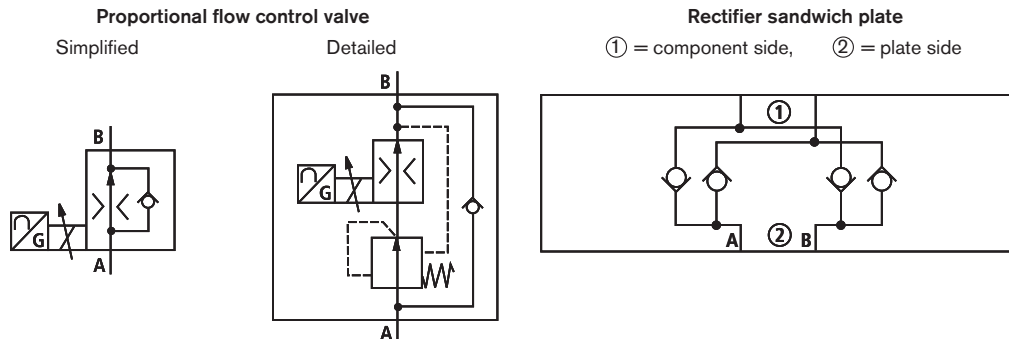 Proportional flow control valve
Simplified
Detailed
B
G
A
B
G
A
Rectifier sandwich plate
① = component side, ② = plate side
①
②
A
B